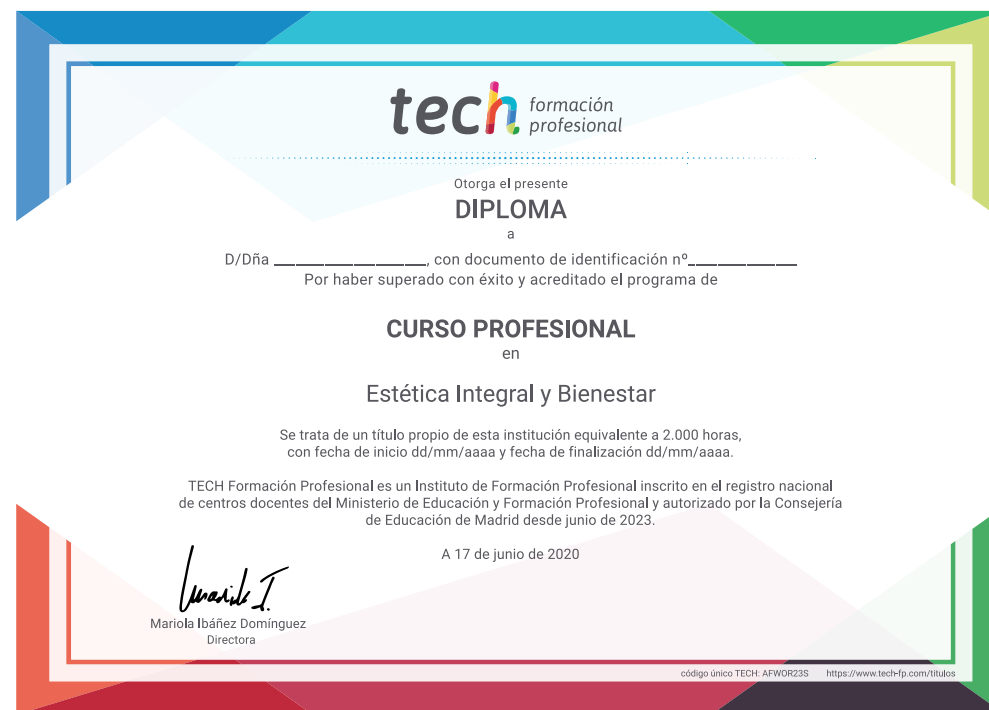 tech formación
profesional
Otorga el presente
DIPLOMA
a
D/Dña ____________________, con documento de identificación nº______________
Por haber superado con éxito y acreditado el programa de
CURSO PROFESIONAL
en
Estética Integral y Bienestar
Se trata de un título propio de esta institución equivalente a 2.000 horas,
con fecha de inicio dd/mm/aaaa y fecha de finalización dd/mm/aaaa.
TECH Formación Profesional es un Instituto de Formación Profesional inscrito en el registro nacional
de centros docentes del Ministerio de Educación y Formación Profesional y autorizado por la Consejería
de Educación de Madrid desde junio de 2023.
A 17 de junio de 2020
Mariola I.
Mariola Ibáñez Domínguez
Directora
código único TECH: AFWOR23S https://www.tech-fp.com/titulos